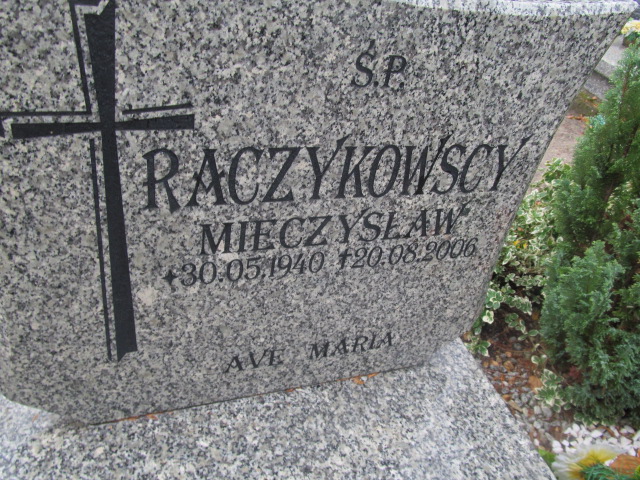 Ś.P.
RACZYKOWSCY
MIECZYSŁAW
+30.05.1940 +20.08.2006
AVE MARIA